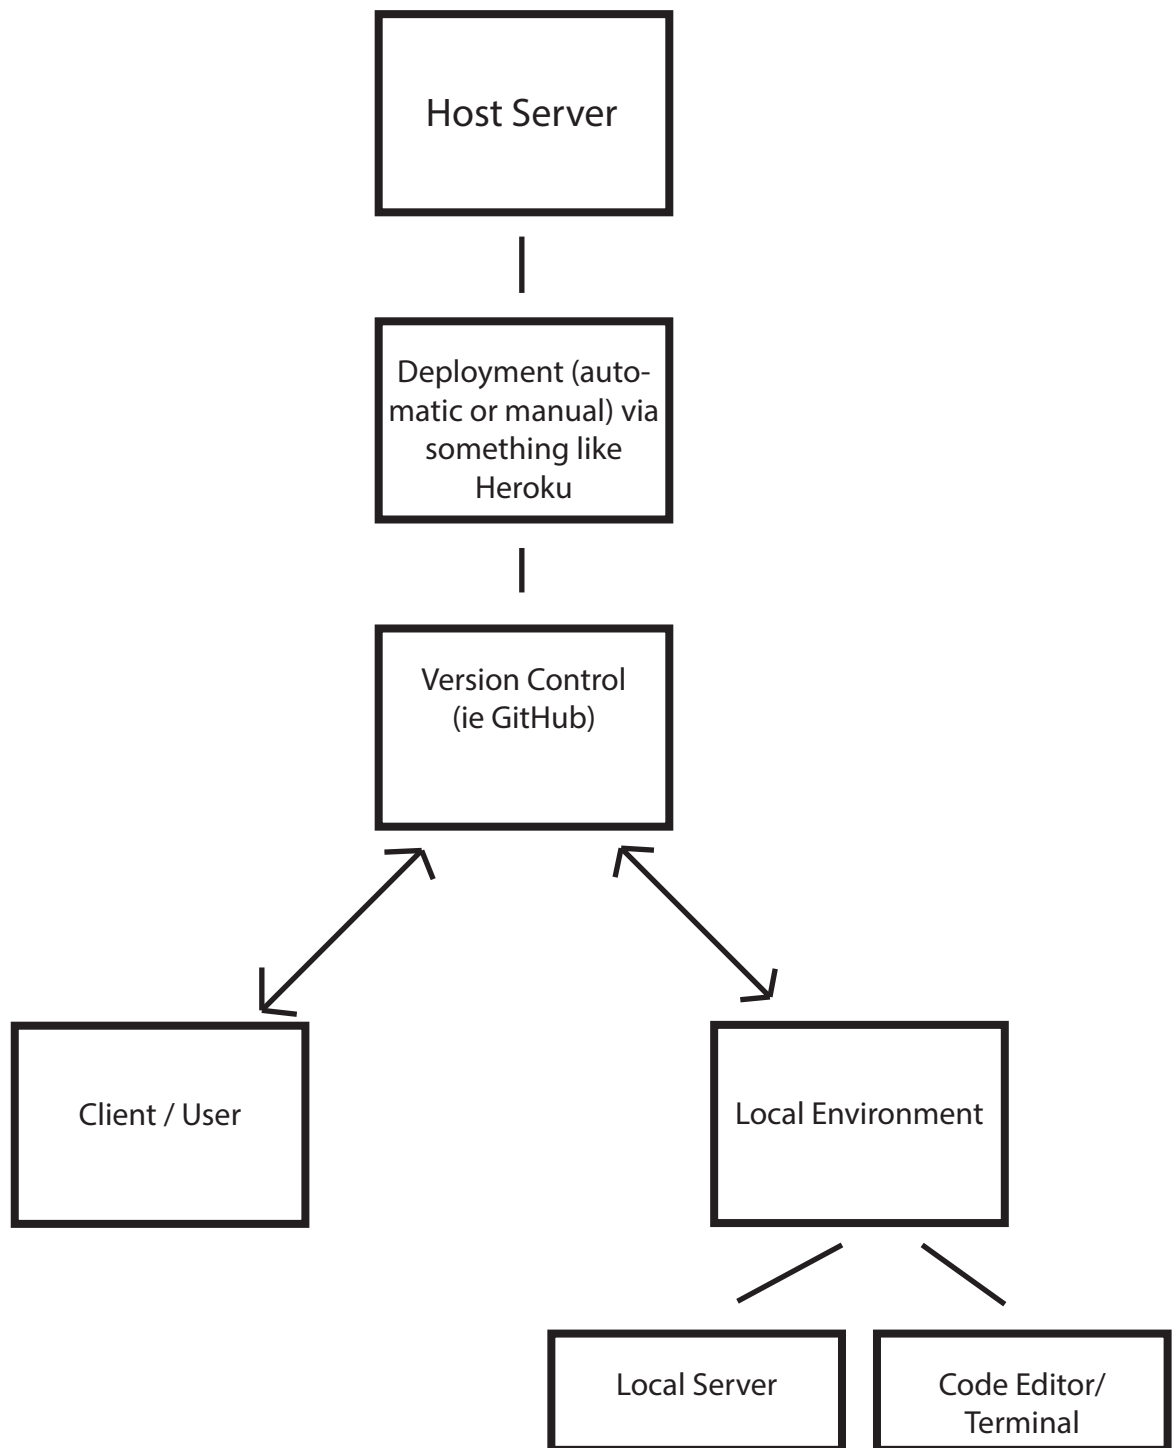 Host Server
Deployment (auto-
matic or manual) via
something like
Heroku
Version Control
(ie GitHub)
Client / User
Local Environment
Local Server
Code Editor/
Terminal